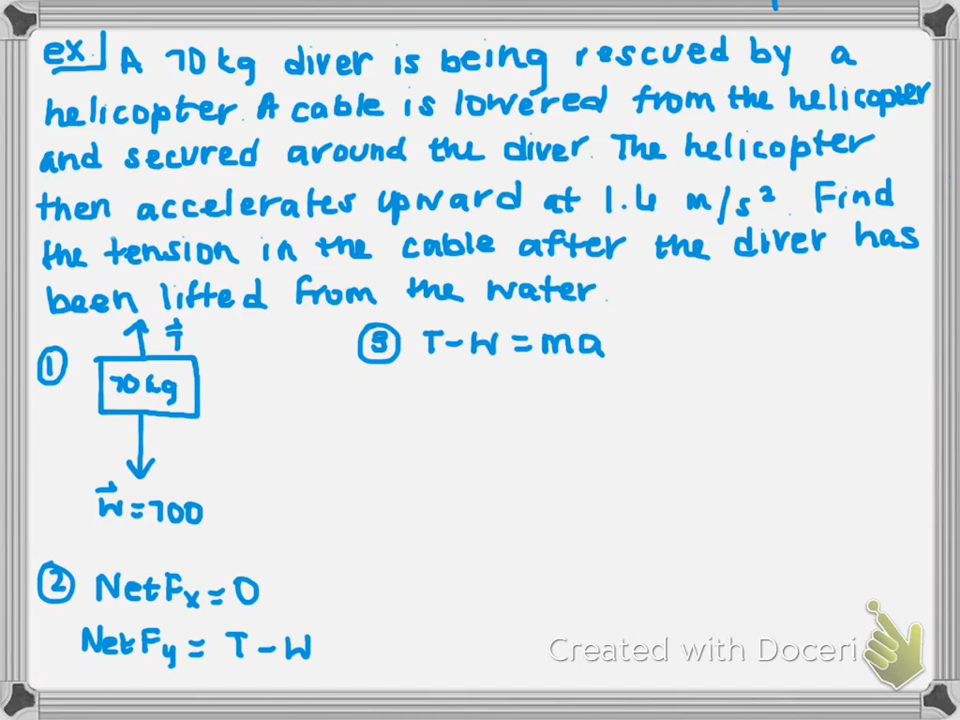 ex] A 70 kg diver is being rescued by a
helicopter. A cable is lowered from the helicopter
and secured around the diver. The helicopter
then accelerates upward at 1.6 m/s² Find
the tension in the cable after the diver has
been lifted from the water.
① T
70 kg
W = 700
② Net Fx = 0
Net Fy = T - W
③ T - W = ma
Created with Doceri